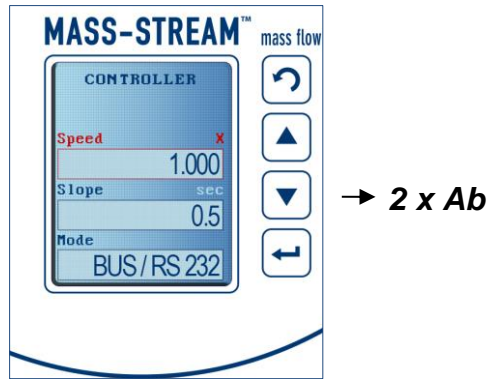 MASS-STREAM™ mass flow
CONTROLLER
Speed X
1.000
Slope sec
0.5
Mode
BUS / RS 232
2 x Ab